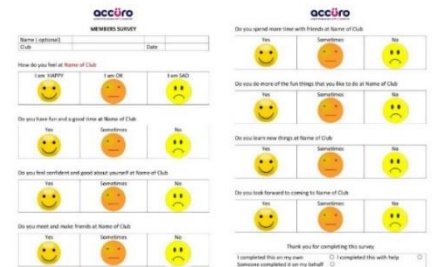 accüro
MEMBERS SURVEY
Name ( optional)
Club Date
How do you feel at Name of Club
I am HAPPY I am OK I am SAD
Do you have fun and a good time at Name of Club
Yes Sometimes No
Do you feel confident and good about yourself at Name of Club
Yes Sometimes No
Do you meet and make friends at Name of Club
Yes Sometimes No
accüro
Do you spend more time with friends at Name of Club
Yes Sometimes No
Do you do more of the fun things that you like to do at Name of Club
Yes Sometimes No
Do you learn new things at Name of Club
Yes Sometimes No
Do you look forward to coming to Name of Club
Yes Sometimes No
Thank you for completing this survey
I completed this on my own I completed this with help
Someone completed it on my behalf